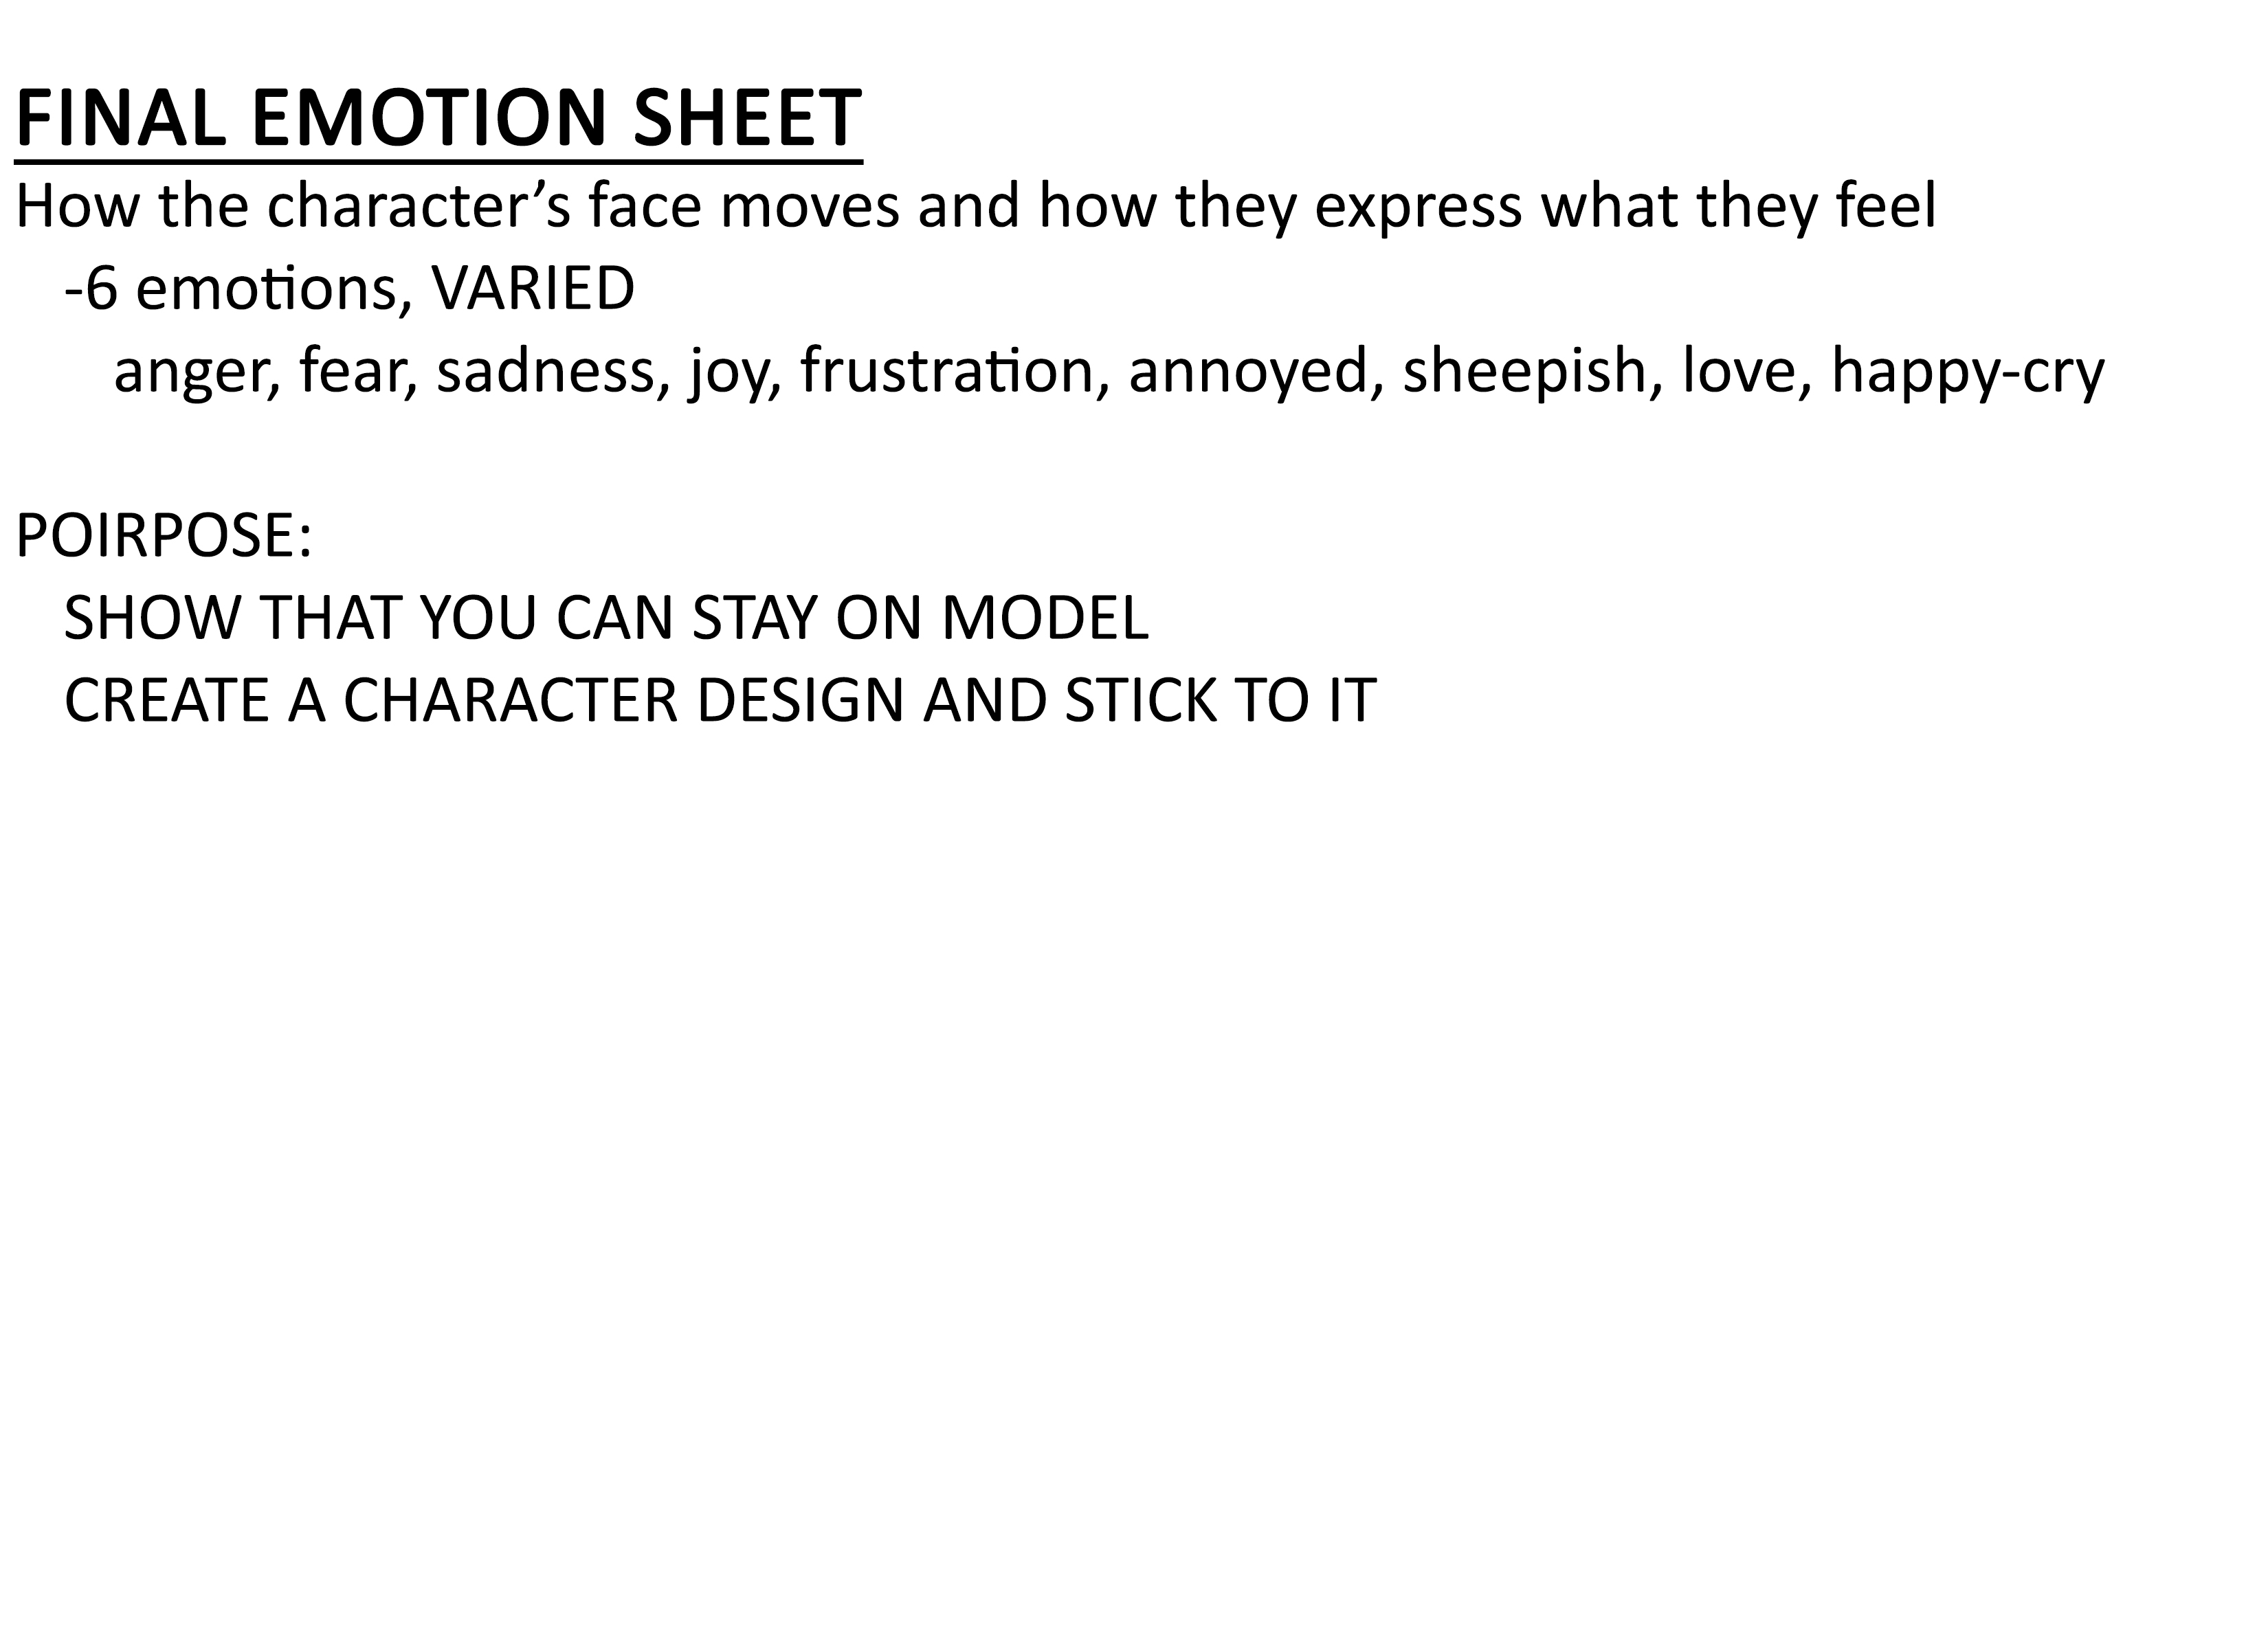 FINAL EMOTION SHEET
How the character’s face moves and how they express what they feel
-6 emotions, VARIED
anger, fear, sadness, joy, frustration, annoyed, sheepish, love, happy-cry
POIRPOSE:
SHOW THAT YOU CAN STAY ON MODEL
CREATE A CHARACTER DESIGN AND STICK TO IT